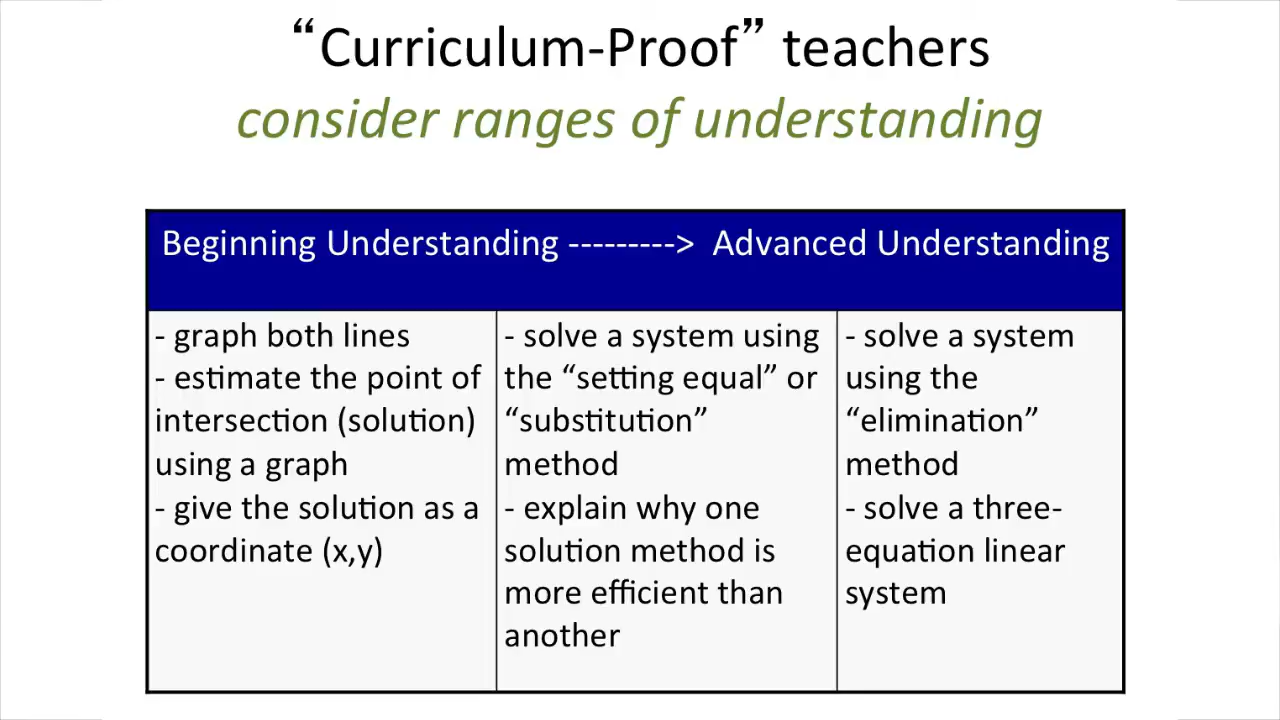 “Curriculum-Proof” teachers
consider ranges of understanding
Beginning Understanding ---------> Advanced Understanding
- graph both lines
- estimate the point of
intersection (solution)
using a graph
- give the solution as a
coordinate (x,y)
- solve a system using
the “setting equal” or
“substitution”
method
- explain why one
solution method is
more efficient than
another
- solve a system
using the
“elimination”
method
- solve a three-
equation linear
system